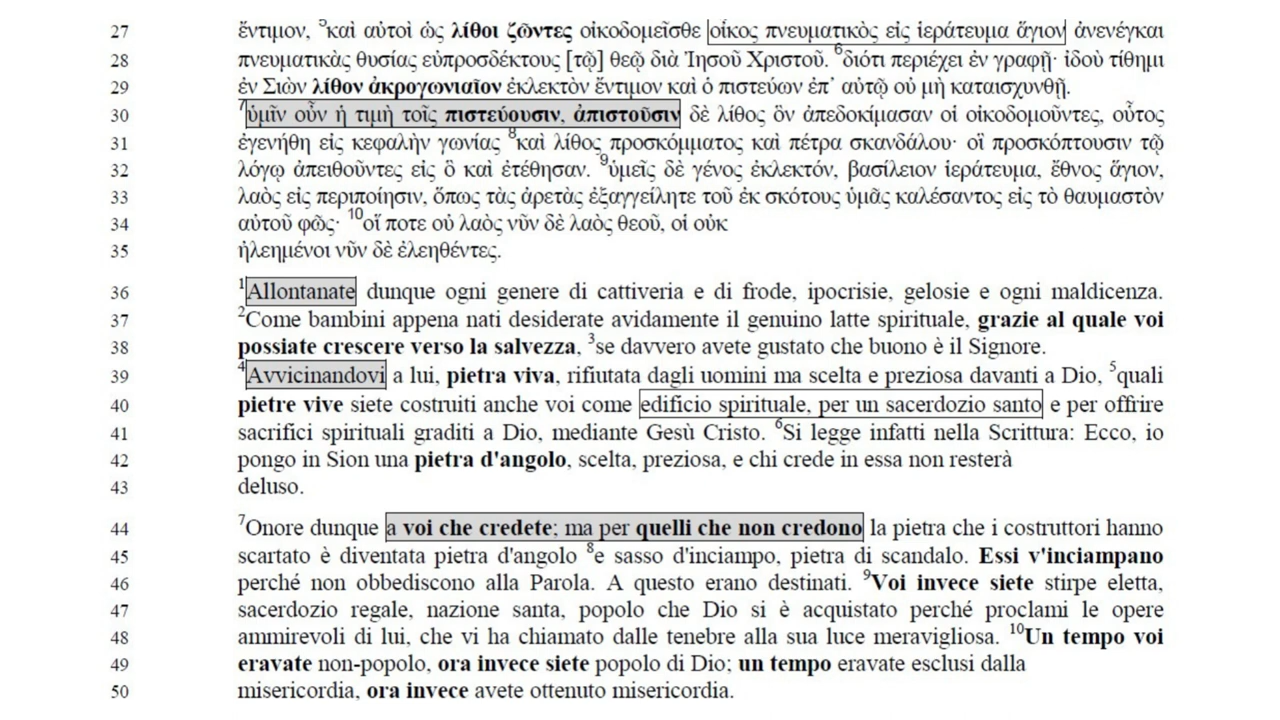 27 ἔντιμον, ⁵καὶ αὐτοὶ ὡς λίθοι ζῶντες οἰκοδομεῖσθε οἶκος πνευματικὸς εἰς ἱεράτευμα ἅγιον ἀνενέγκαι
28 πνευματικὰς θυσίας εὐπροσδέκτους [τῷ] θεῷ διὰ Ἰησοῦ Χριστοῦ. ⁶διότι περιέχει ἐν γραφῇ· ἰδοὺ τίθημι
29 ἐν Σιὼν λίθον ἀκρογωνιαῖον ἐκλεκτὸν ἔντιμον καὶ ὁ πιστεύων ἐπ᾽ αὐτῷ οὐ μὴ καταισχυνθῇ.
30 ⁷ὑμῖν οὖν ἡ τιμὴ τοῖς πιστεύουσιν, ἀπιστοῦσιν δὲ λίθος ὃν ἀπεδοκίμασαν οἱ οἰκοδομοῦντες, οὗτος
31 ἐγενήθη εἰς κεφαλὴν γωνίας ⁸καὶ λίθος προσκόμματος καὶ πέτρα σκανδάλου· οἳ προσκόπτουσιν τῷ
32 λόγῳ ἀπειθοῦντες εἰς ὃ καὶ ἐτέθησαν. ⁹ὑμεῖς δὲ γένος ἐκλεκτόν, βασίλειον ἱεράτευμα, ἔθνος ἅγιον,
33 λαὸς εἰς περιποίησιν, ὅπως τὰς ἀρετὰς ἐξαγγείλητε τοῦ ἐκ σκότους ὑμᾶς καλέσαντος εἰς τὸ θαυμαστὸν
34 αὐτοῦ φῶς· ¹⁰οἵ ποτε οὐ λαὸς νῦν δὲ λαὸς θεοῦ, οἱ οὐκ
35 ἠλεημένοι νῦν δὲ ἐλεηθέντες.
36 ¹Allontanate dunque ogni genere di cattiveria e di frode, ipocrisie, gelosie e ogni maldicenza.
37 ²Come bambini appena nati desiderate avidamente il genuino latte spirituale, grazie al quale voi
38 possiate crescere verso la salvezza, ³se davvero avete gustato che buono è il Signore.
39 ⁴Avvicinandovi a lui, pietra viva, rifiutata dagli uomini ma scelta e preziosa davanti a Dio, ⁵quali
40 pietre vive siete costruiti anche voi come edificio spirituale, per un sacerdozio santo e per offrire
41 sacrifici spirituali graditi a Dio, mediante Gesù Cristo. ⁶Si legge infatti nella Scrittura: Ecco, io
42 pongo in Sion una pietra d'angolo, scelta, preziosa, e chi crede in essa non resterà
43 deluso.
44 ⁷Onore dunque a voi che credete; ma per quelli che non credono la pietra che i costruttori hanno
45 scartato è diventata pietra d'angolo ⁸e sasso d'inciampo, pietra di scandalo. Essi v'inciampano
46 perché non obbediscono alla Parola. A questo erano destinati. ⁹Voi invece siete stirpe eletta,
47 sacerdozio regale, nazione santa, popolo che Dio si è acquistato perché proclami le opere
48 ammirevoli di lui, che vi ha chiamato dalle tenebre alla sua luce meravigliosa. ¹⁰Un tempo voi
49 eravate non-popolo, ora invece siete popolo di Dio; un tempo eravate esclusi dalla
50 misericordia, ora invece avete ottenuto misericordia.